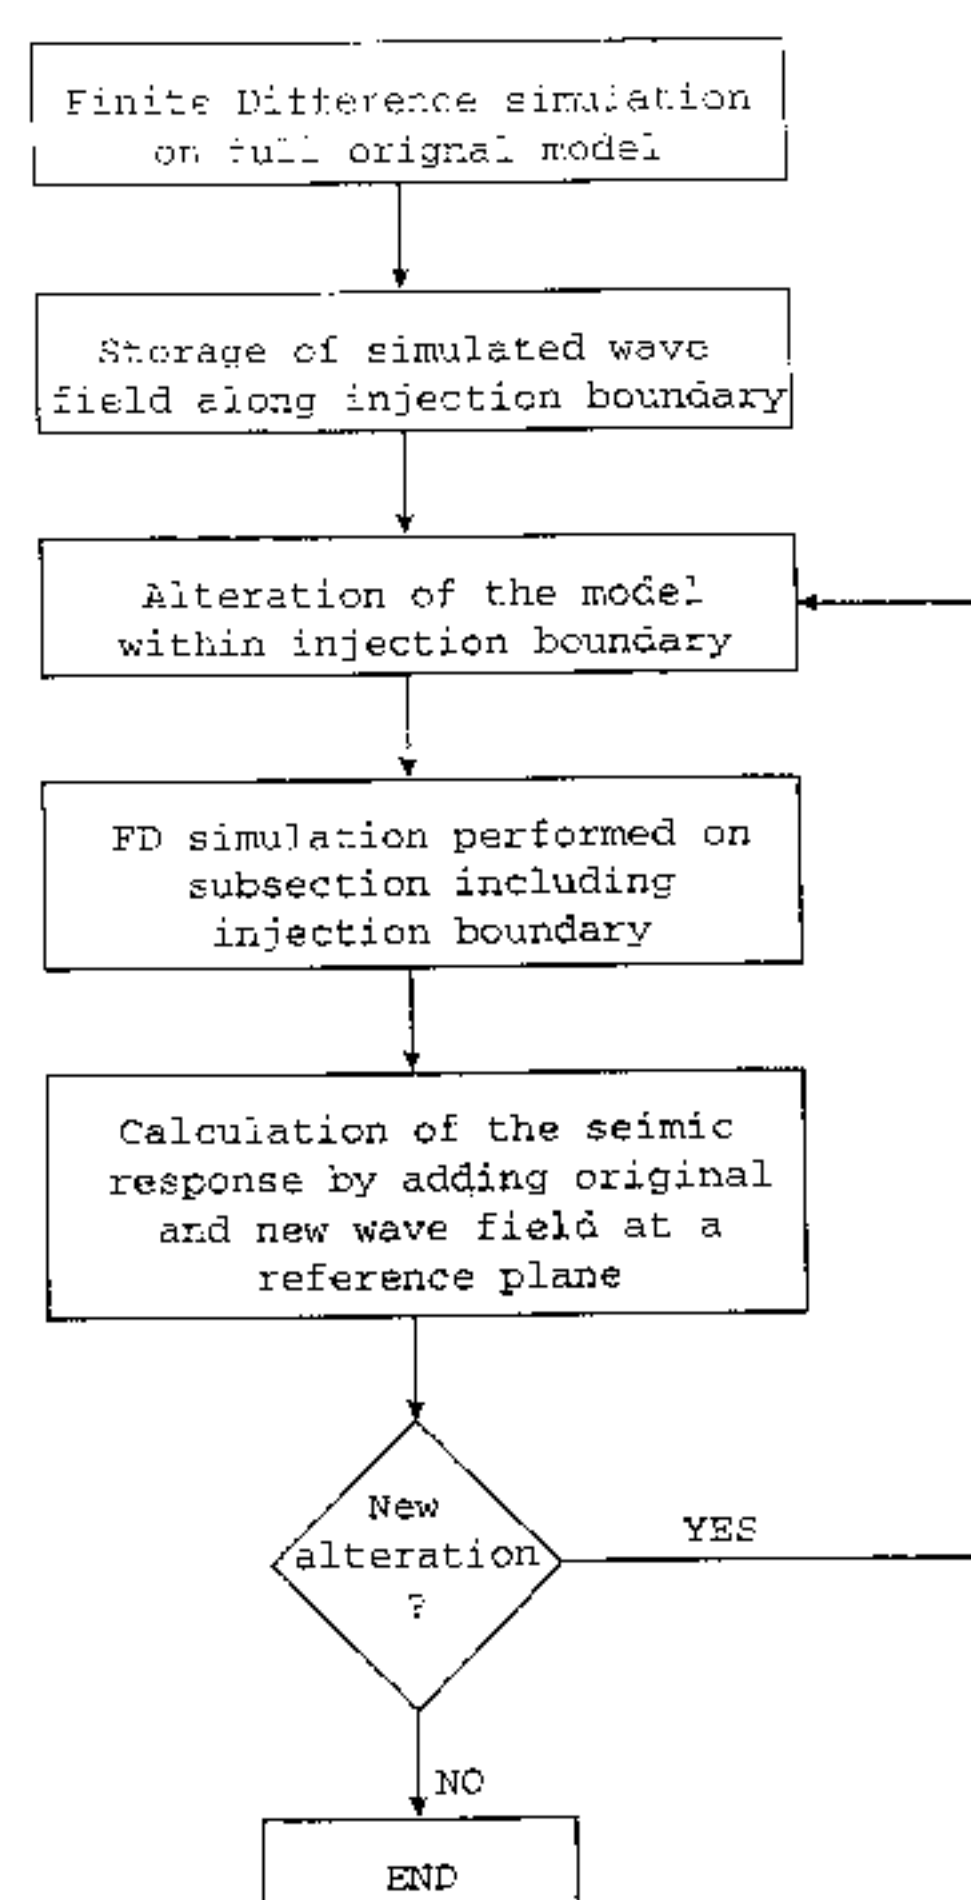 Finite Difference simulation
on full orignal model
Storage of simulated wave
field along injection boundary
Alteration of the model
within injection boundary
FD simulation performed on
subsection including
injection boundary
Calculation of the seimic
response by adding original
and new wave field at a
reference plane
New
alteration
?
YES
NO
END